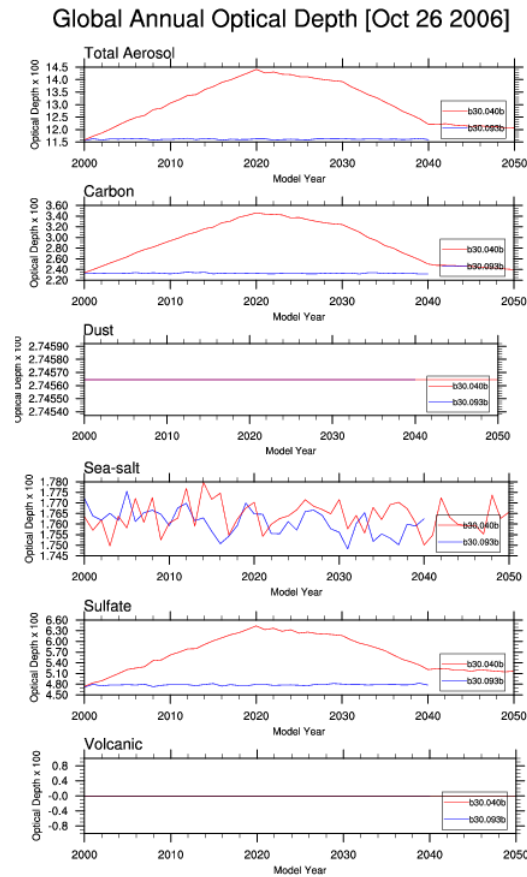 Global Annual Optical Depth [Oct 26 2006]
Total Aerosol
Optical Depth x 100
14.5
14.0
13.5
13.0
12.5
12.0
11.5
b30.040b
b30.093b
2000 2010 2020 2030 2040 2050
Model Year
Carbon
Optical Depth x 100
3.60
3.40
3.20
3.00
2.80
2.60
2.40
2.20
b30.040b
b30.093b
2000 2010 2020 2030 2040 2050
Model Year
Dust
Optical Depth x 100
2.74590
2.74580
2.74570
2.74560
2.74550
2.74540
b30.040b
b30.093b
2000 2010 2020 2030 2040 2050
Model Year
Sea-salt
Optical Depth x 100
1.780
1.775
1.770
1.765
1.760
1.755
1.750
1.745
b30.040b
b30.093b
2000 2010 2020 2030 2040 2050
Model Year
Sulfate
Optical Depth x 100
6.60
6.30
6.00
5.70
5.40
5.10
4.80
4.50
b30.040b
b30.093b
2000 2010 2020 2030 2040 2050
Model Year
Volcanic
Optical Depth x 100
0.8
0.4
-0.0
-0.4
-0.8
b30.040b
b30.093b
2000 2010 2020 2030 2040 2050
Model Year